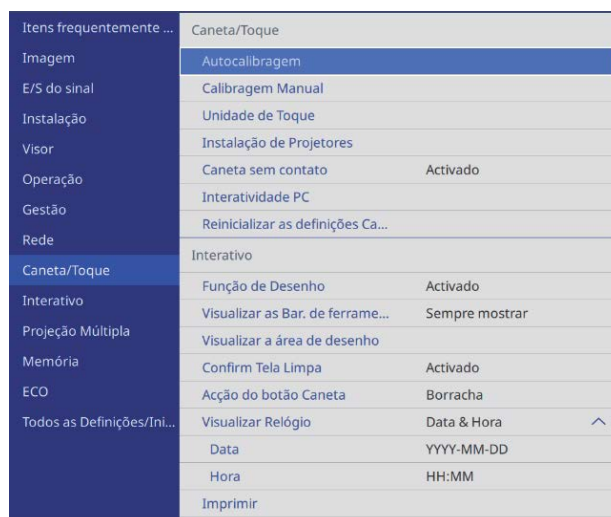 Itens frequentemente ...
Imagem
E/S do sinal
Instalação
Visor
Operação
Gestão
Rede
Caneta/Toque
Interativo
Projeção Múltipla
Memória
ECO
Todos as Definições/Ini...
Caneta/Toque
Autocalibragem
Calibragem Manual
Unidade de Toque
Instalação de Projetores
Caneta sem contato Activado
Interatividade PC
Reinicializar as definições Ca...
Interativo
Função de Desenho Activado
Visualizar as Bar. de ferrame... Sempre mostrar
Visualizar a área de desenho
Confirm Tela Limpa Activado
Acção do botão Caneta Borracha
Visualizar Relógio Data & Hora
Data YYYY-MM-DD
Hora HH:MM
Imprimir